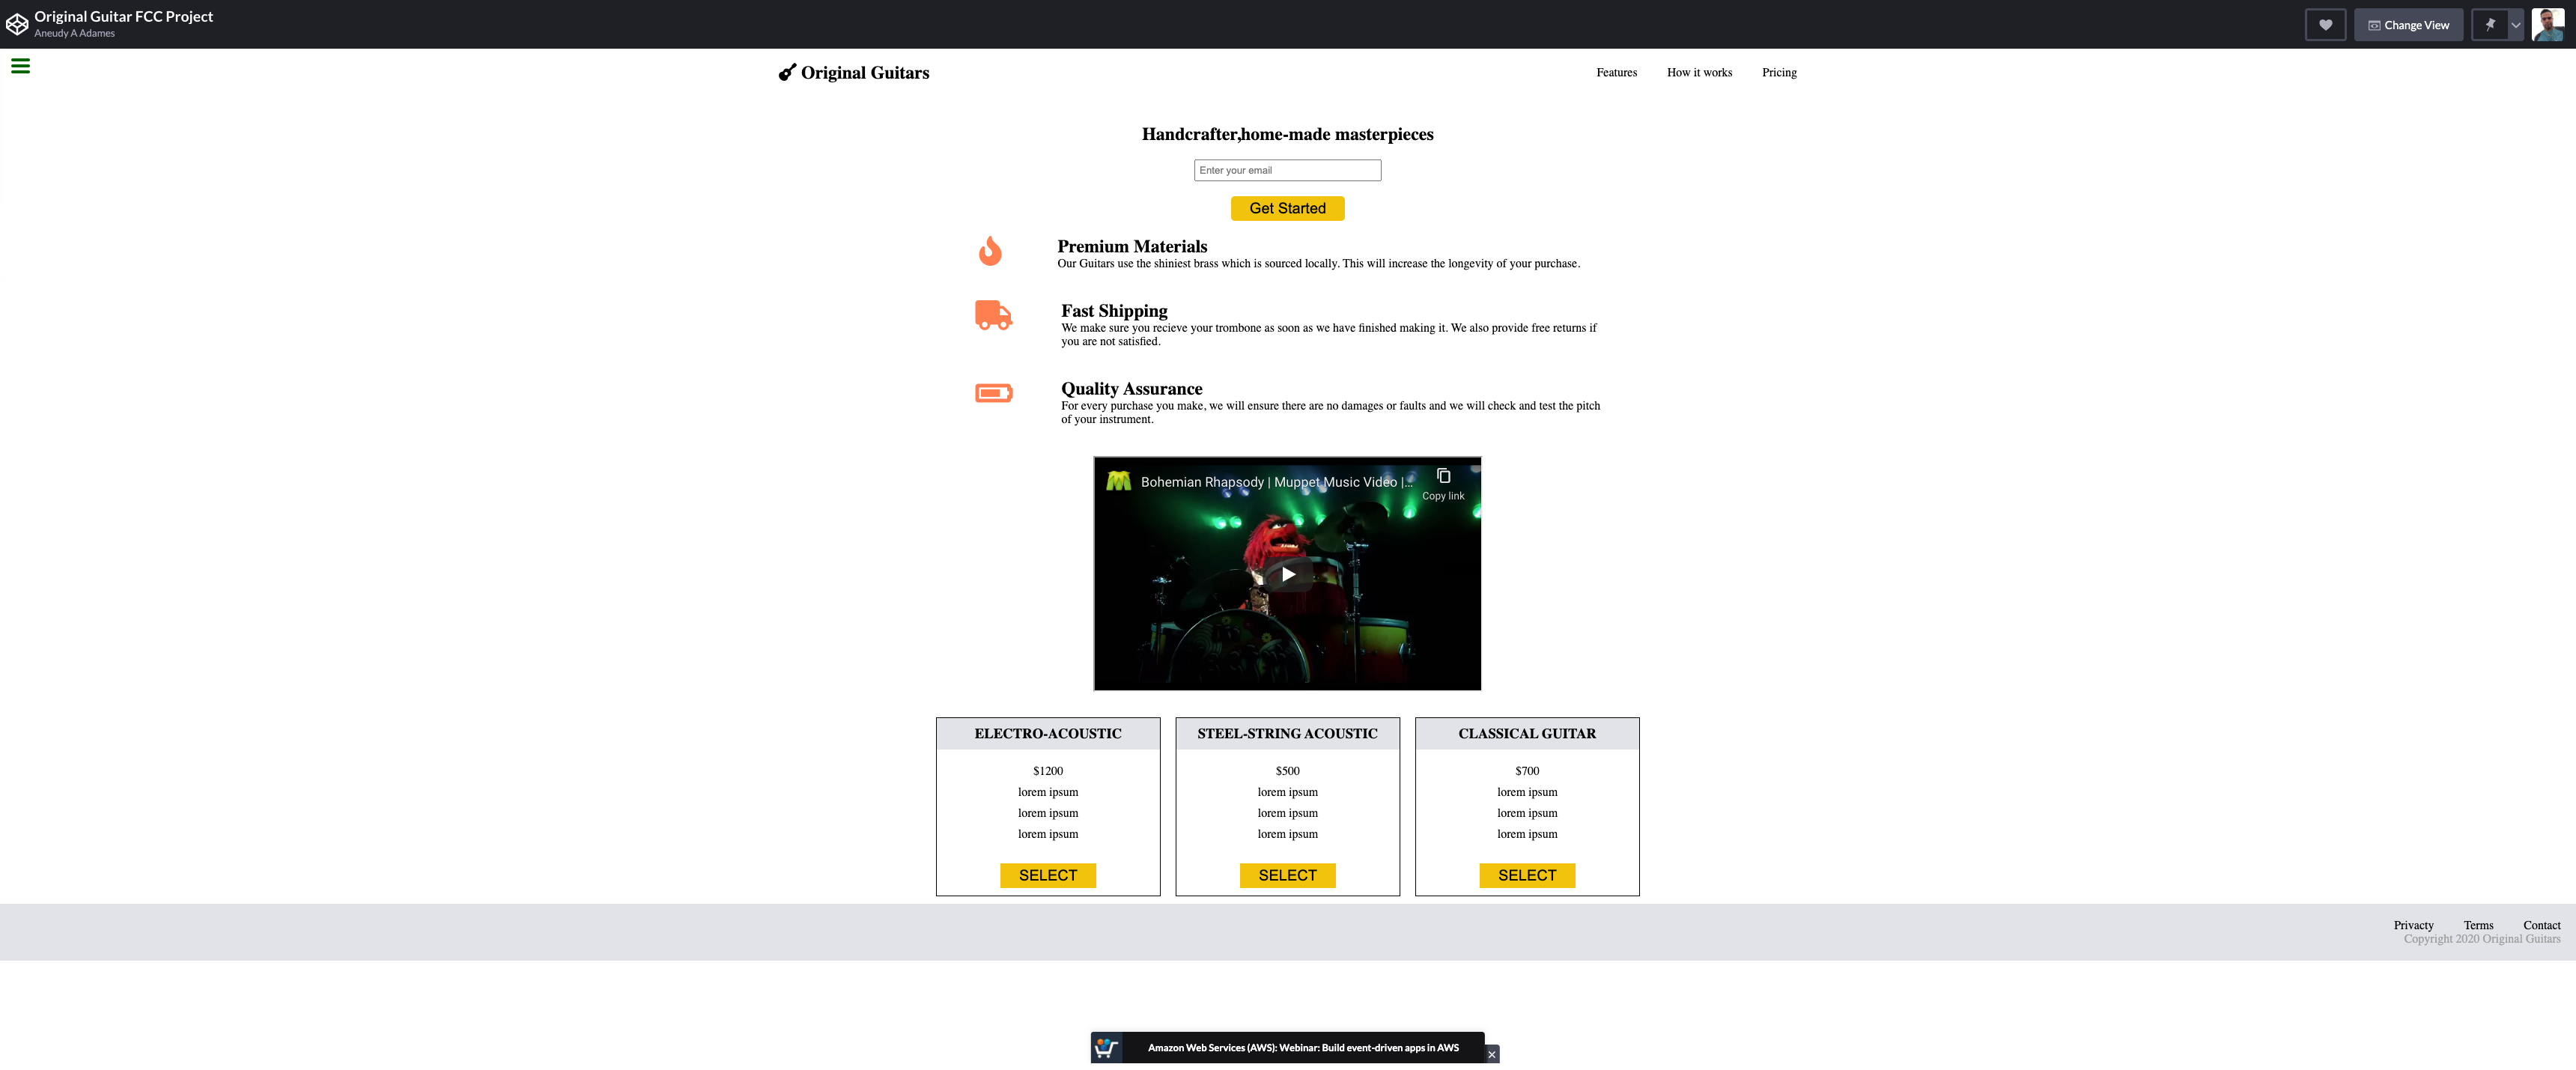 Original Guitar FCC Project
Aneudy A Adames
Change View
Original Guitars
Features How it works Pricing
Handcrafter,home-made masterpieces
Enter your email
Get Started
Premium Materials
Our Guitars use the shiniest brass which is sourced locally. This will increase the longevity of your purchase.
Fast Shipping
We make sure you recieve your trombone as soon as we have finished making it. We also provide free returns if
you are not satisfied.
Quality Assurance
For every purchase you make, we will ensure there are no damages or faults and we will check and test the pitch
of your instrument.
Bohemian Rhapsody | Muppet Music Video |...
Copy link
ELECTRO-ACOUSTIC
$1200
lorem ipsum
lorem ipsum
lorem ipsum
SELECT
STEEL-STRING ACOUSTIC
$500
lorem ipsum
lorem ipsum
lorem ipsum
SELECT
CLASSICAL GUITAR
$700
lorem ipsum
lorem ipsum
lorem ipsum
SELECT
Privacty Terms Contact
Copyright 2020 Original Guitars
Amazon Web Services (AWS): Webinar: Build event-driven apps in AWS